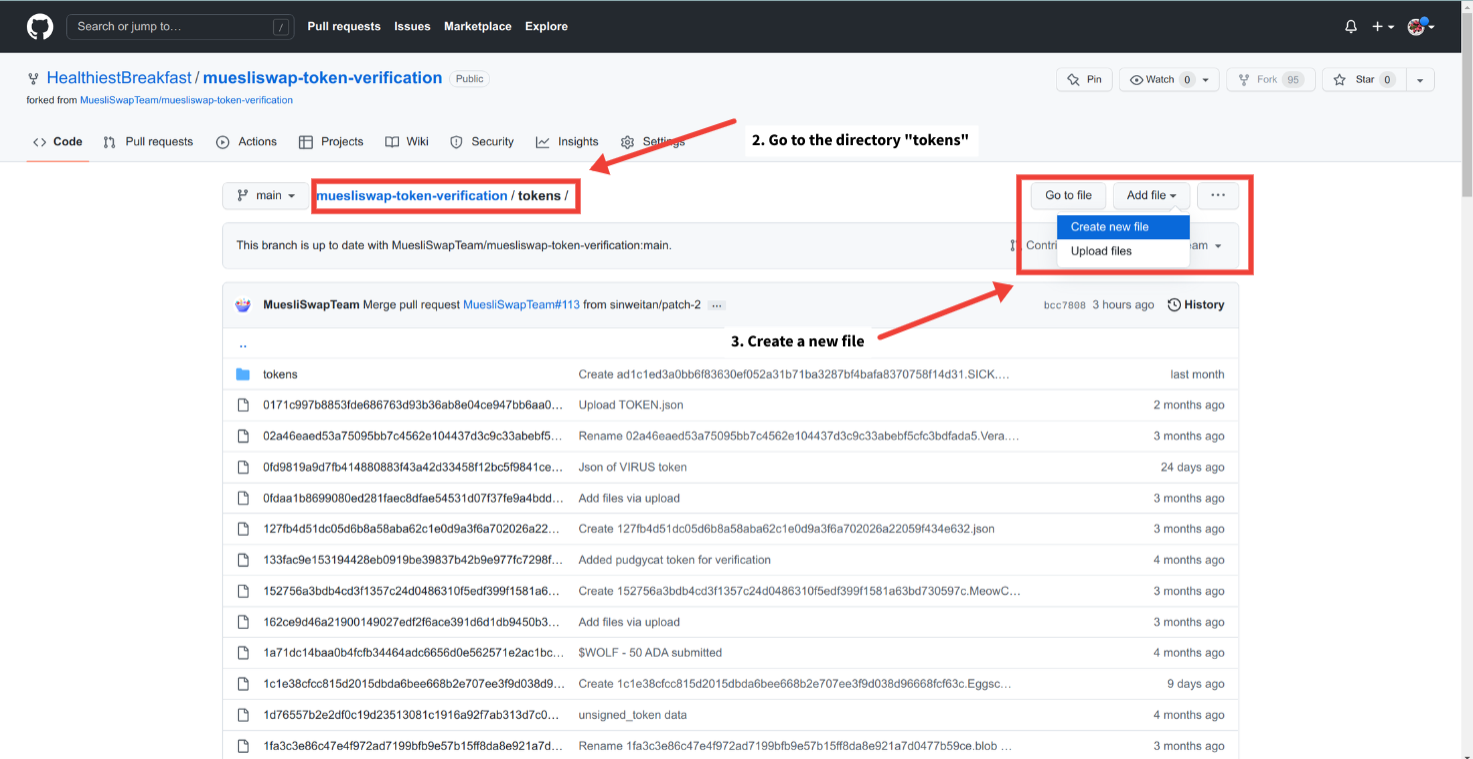 Search or jump to… /
Pull requests Issues Marketplace Explore
HealthiestBreakfast / muesliswap-token-verification Public
Pin Watch 0 Fork 95 Star 0
forked from MuesliSwapTeam/muesliswap-token-verification
Code Pull requests Actions Projects Wiki Security Insights Settings
2. Go to the directory "tokens"
main muesliswap-token-verification / tokens /
Go to file Add file ···
Create new file
Upload files
This branch is up to date with MuesliSwapTeam/muesliswap-token-verification:main.
Contri eam
MuesliSwapTeam Merge pull request MuesliSwapTeam#113 from sinweitan/patch-2 …
bcc7808 3 hours ago History
..
3. Create a new file
tokens Create ad1c1ed3a0bb6f83630ef052a31b71ba3287bf4bafa8370758f14d31.SICK.… last month
0171c997b8853fde686763d93b36ab8e04ce947bb6aa0… Upload TOKEN.json 2 months ago
02a46eaed53a75095bb7c4562e104437d3c9c33abebf5… Rename 02a46eaed53a75095bb7c4562e104437d3c9c33abebf5cfc3bdfada5.Vera.… 3 months ago
0fd9819a9d7fb414880883f43a42d33458f12bc5f9841ce… Json of VIRUS token 24 days ago
0fdaa1b8699080ed281faec8dfae54531d07f37fe9a4bdd… Add files via upload 3 months ago
127fb4d51dc05d6b8a58aba62c1e0d9a3f6a702026a22… Create 127fb4d51dc05d6b8a58aba62c1e0d9a3f6a702026a22059f434e632.json 3 months ago
133fac9e153194428eb0919be39837b42b9e977fc7298f… Added pudgycat token for verification 4 months ago
152756a3bdb4cd3f1357c24d0486310f5edf399f1581a6… Create 152756a3bdb4cd3f1357c24d0486310f5edf399f1581a63bd730597c.MeowC… 3 months ago
162ce9d46a21900149027edf2f6ace391d6d1db9450b3… Add files via upload 3 months ago
1a71dc14baa0b4fcfb34464adc6656d0e562571e2ac1bc… $WOLF - 50 ADA submitted 4 months ago
1c1e38cfcc815d2015dbda6bee668b2e707ee3f9d038d9… Create 1c1e38cfcc815d2015dbda6bee668b2e707ee3f9d038d96668fcf63c.Eggsc… 9 days ago
1d76557b2e2df0c19d23513081c1916a92f7ab313d7c0… unsigned_token data 4 months ago
1fa3c3e86c47e4f972ad7199bfb9e57b15ff8da8e921a7d… Rename 1fa3c3e86c47e4f972ad7199bfb9e57b15ff8da8e921a7d0477b59ce.blob … 3 months ago